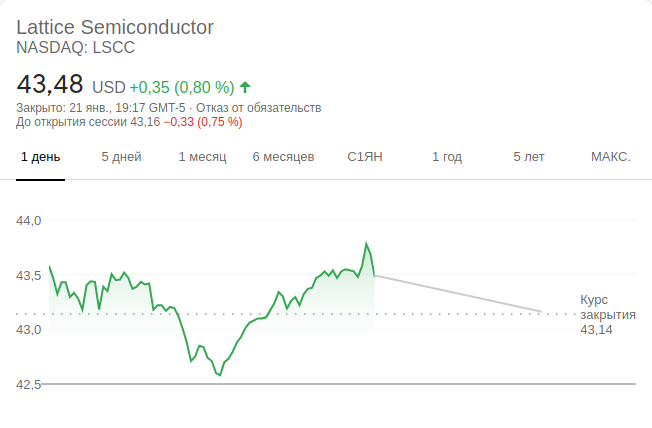 Lattice Semiconductor
NASDAQ: LSCC
43,48 USD +0,35 (0,80 %)
Закрыто: 21 янв., 19:17 GMT-5 · Отказ от обязательств
До открытия сессии 43,16 −0,33 (0,75 %)
1 день 5 дней 1 месяц 6 месяцев С1ЯН 1 год 5 лет МАКС.
44,0
43,5
Курс
закрытия
43,14
43,0
42,5